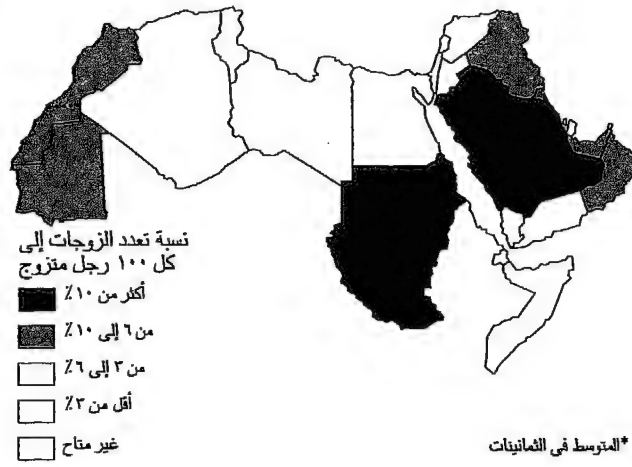 نسبة تعدد الزوجات إلى
كل ١٠٠ رجل متزوج
أكثر من ١٠٪
من ٦ إلى ١٠٪
من ٣ إلى ٦٪
أقل من ٣٪
غير متاح
*المتوسط فى الثمانينات